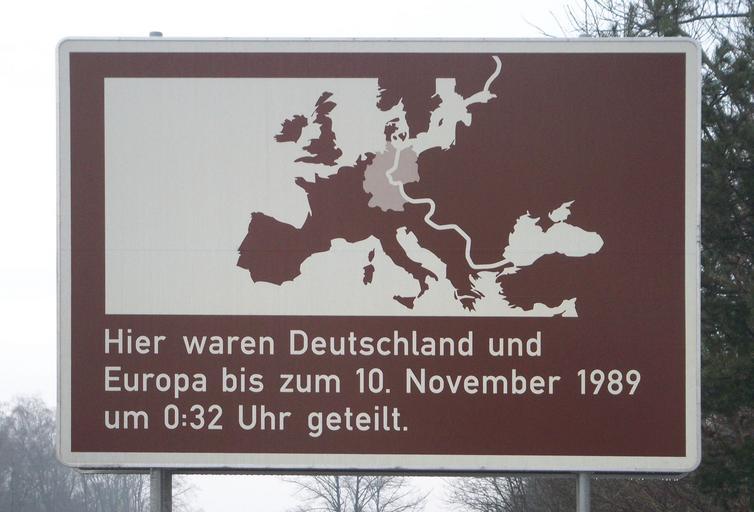 Hier waren Deutschland und
Europa bis zum 10. November 1989
um 0:32 Uhr geteilt.